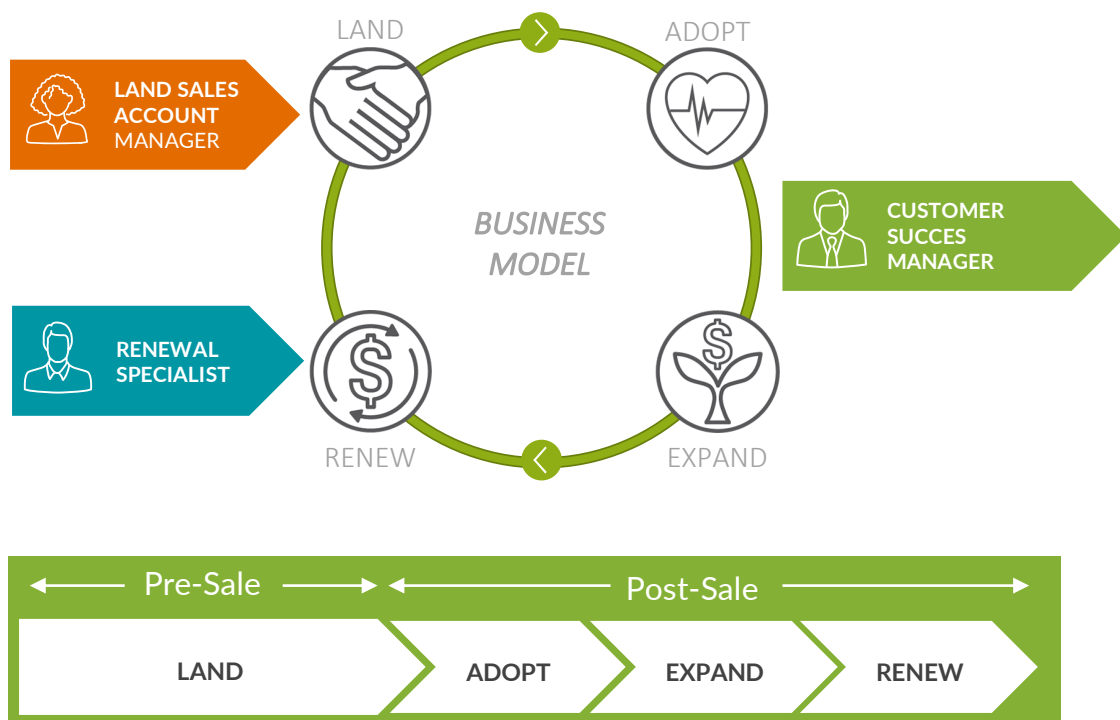 LAND
ADOPT
LAND SALES
ACCOUNT
MANAGER
BUSINESS
MODEL
CUSTOMER
SUCCES
MANAGER
RENEWAL
SPECIALIST
RENEW
EXPAND
Pre-Sale
Post-Sale
LAND
ADOPT
EXPAND
RENEW